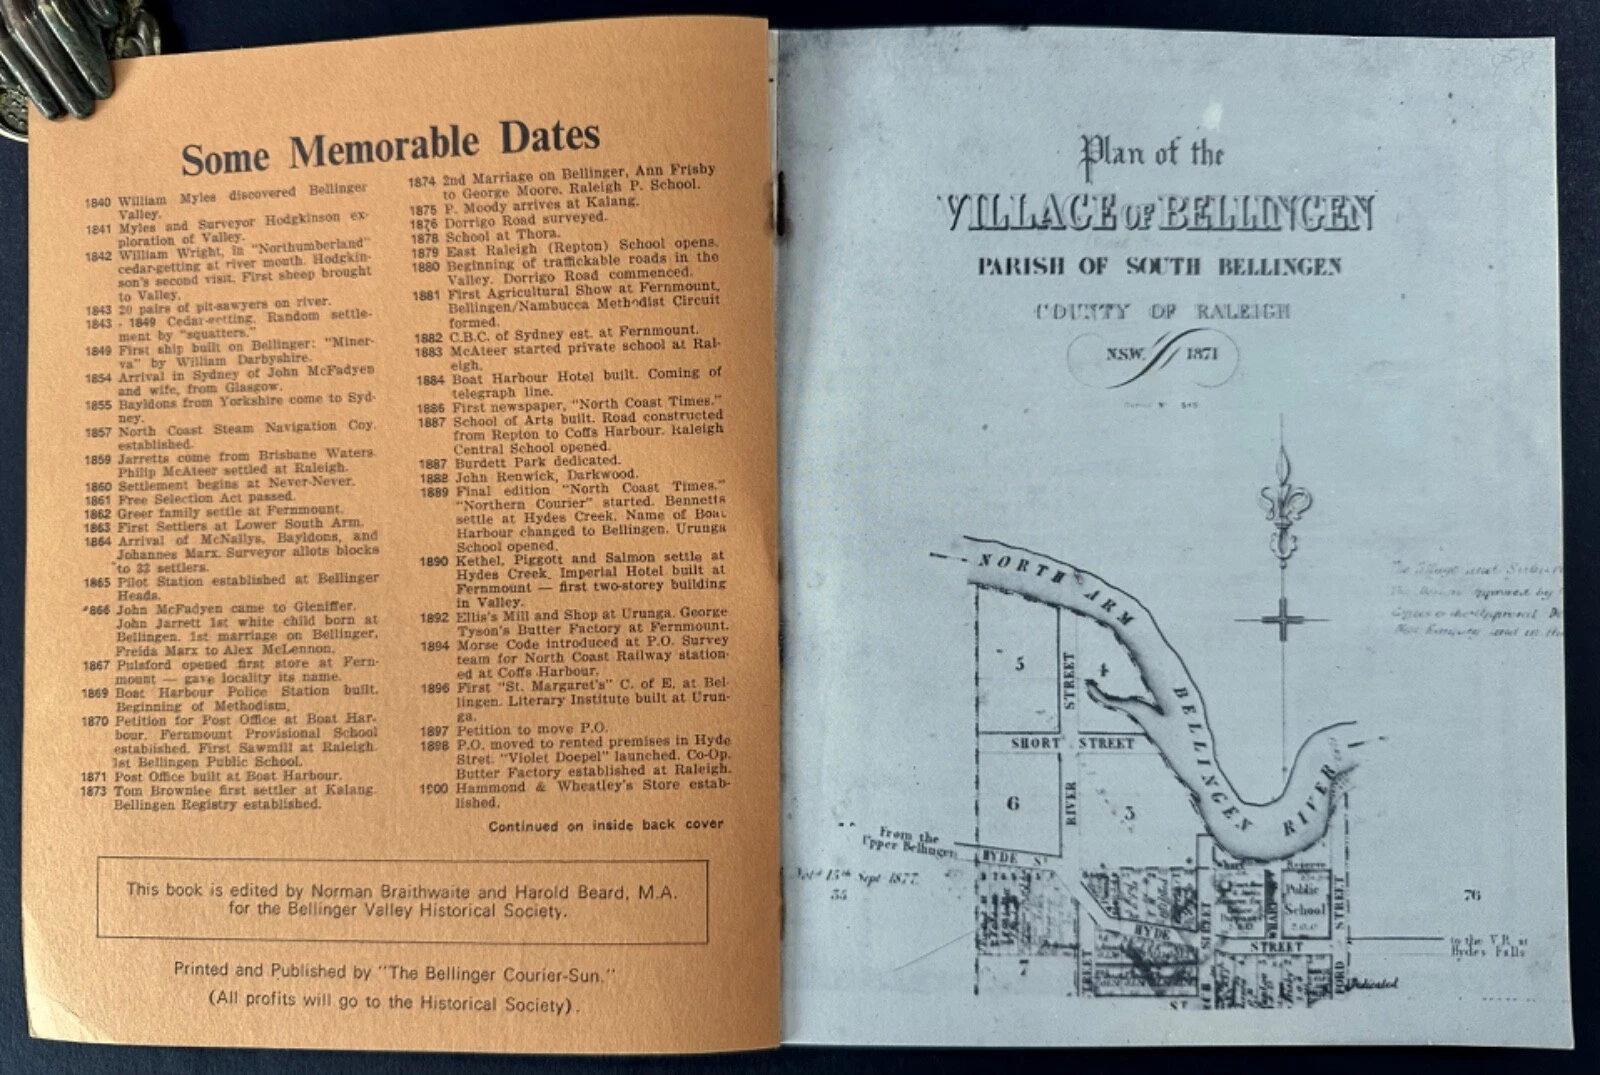 Some Memorable Dates
1840 William Myles discovered Bellinger
Valley.
1841 Myles and Surveyor Hodgkinson ex-
ploration of Valley.
1842 William Wright, in "Northumberland"
cedar-getting at river mouth. Hodgkin-
son's second visit. First sheep brought
to Valley.
1843 20 pairs of pit-sawyers on river.
1843 - 1849 Cedar-getting. Random settle-
ment by "squatters."
1849 First ship built on Bellinger: "Miner-
va" by William Darbyshire.
1854 Arrival in Sydney of John McFadyen
and wife, from Glasgow.
1855 Bayldons from Yorkshire come to Syd-
ney.
1857 North Coast Steam Navigation Coy.
established.
1859 Jarretts come from Brisbane Waters.
Philip McAteer settled at Raleigh.
1860 Settlement begins at Never-Never.
1861 Free Selection Act passed.
1862 Greer family settle at Fernmount.
1863 First Settlers at Lower South Arm.
1864 Arrival of McNallys, Bayldons, and
Johannes Marx. Surveyor allots blocks
to 33 settlers.
1865 Pilot Station established at Bellinger
Heads.
1866 John McFadyen came to Gleniffer.
John Jarrett 1st white child born at
Bellingen. 1st marriage on Bellinger,
Freida Marx to Alex McLennon.
1867 Pulsford opened first store at Fern-
mount — gave locality its name.
1869 Boat Harbour Police Station built.
Beginning of Methodism.
1870 Petition for Post Office at Boat Har-
bour. Fernmount Provisional School
established. First Sawmill at Raleigh.
1st Bellingen Public School.
1871 Post Office built at Boat Harbour.
1873 Tom Brownlee first settler at Kalang.
Bellingen Registry established.
1874 2nd Marriage on Bellinger, Ann Frisby
to George Moore. Raleigh P. School.
1875 P. Moody arrives at Kalang.
1876 Dorrigo Road surveyed.
1878 School at Thora.
1879 East Raleigh (Repton) School opens.
1880 Beginning of traffickable roads in the
Valley. Dorrigo Road commenced.
1881 First Agricultural Show at Fernmount,
Bellingen/Nambucca Methodist Circuit
formed.
1882 C.B.C. of Sydney est. at Fernmount.
1883 McAteer started private school at Ral-
eigh.
1884 Boat Harbour Hotel built. Coming of
telegraph line.
1886 First newspaper, "North Coast Times."
1887 School of Arts built. Road constructed
from Repton to Coffs Harbour. Raleigh
Central School opened.
1887 Burdett Park dedicated.
1888 John Renwick, Darkwood.
1889 Final edition "North Coast Times."
"Northern Courier" started. Bennetts
settle at Hydes Creek. Name of Boat
Harbour changed to Bellingen. Urunga
School opened.
1890 Kethel, Piggott and Salmon settle at
Hydes Creek. Imperial Hotel built at
Fernmount — first two-storey building
in Valley.
1892 Ellis's Mill and Shop at Urunga. George
Tyson's Butter Factory at Fernmount.
1894 Morse Code introduced at P.O. Survey
team for North Coast Railway station-
ed at Coffs Harbour.
1896 First "St. Margaret's" C. of E. at Bel-
lingen. Literary Institute built at Urun-
ga.
1897 Petition to move P.O.
1898 P.O. moved to rented premises in Hyde
Stret. "Violet Doepel" launched. Co-Op.
Butter Factory established at Raleigh.
1900 Hammond & Wheatley's Store estab-
lished.
Continued on inside back cover
This book is edited by Norman Braithwaite and Harold Beard, M.A.
for the Bellinger Valley Historical Society.
Printed and Published by "The Bellinger Courier-Sun."
(All profits will go to the Historical Society).
Plan of the
VILLAGE OF BELLINGEN
PARISH OF SOUTH BELLINGEN
COUNTY OF RALEIGH
N.S.W. 1871
NORTH ARM
BELLINGEN RIVER
5
STREET
4
SHORT STREET
6
RIVER
3
From the
Upper Bellingen
HYDE ST
15th Sept 1877
35
Reserve
Public
School
WHARF
STREET
HYDE
STREET
STREET
STREET
FORD
ST
76
to the V.R. at
Hydes Falls
Dedicated